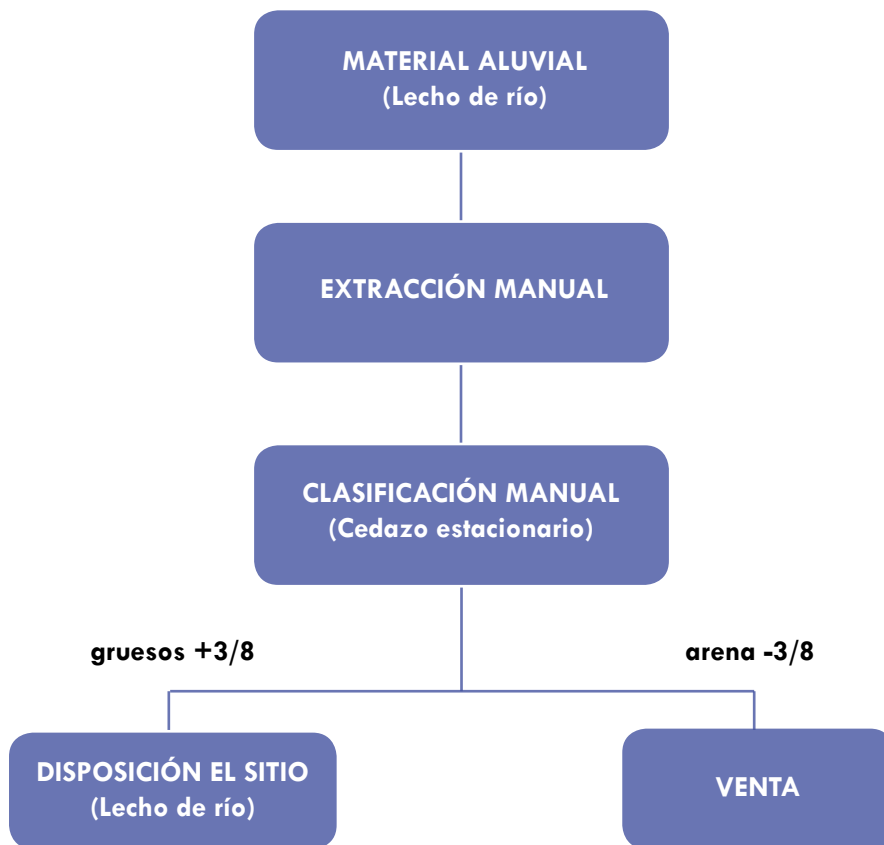 MATERIAL ALUVIAL
(Lecho de río)
EXTRACCIÓN MANUAL
CLASIFICACIÓN MANUAL
(Cedazo estacionario)
gruesos +3/8
arena -3/8
DISPOSICIÓN EL SITIO
(Lecho de río)
VENTA